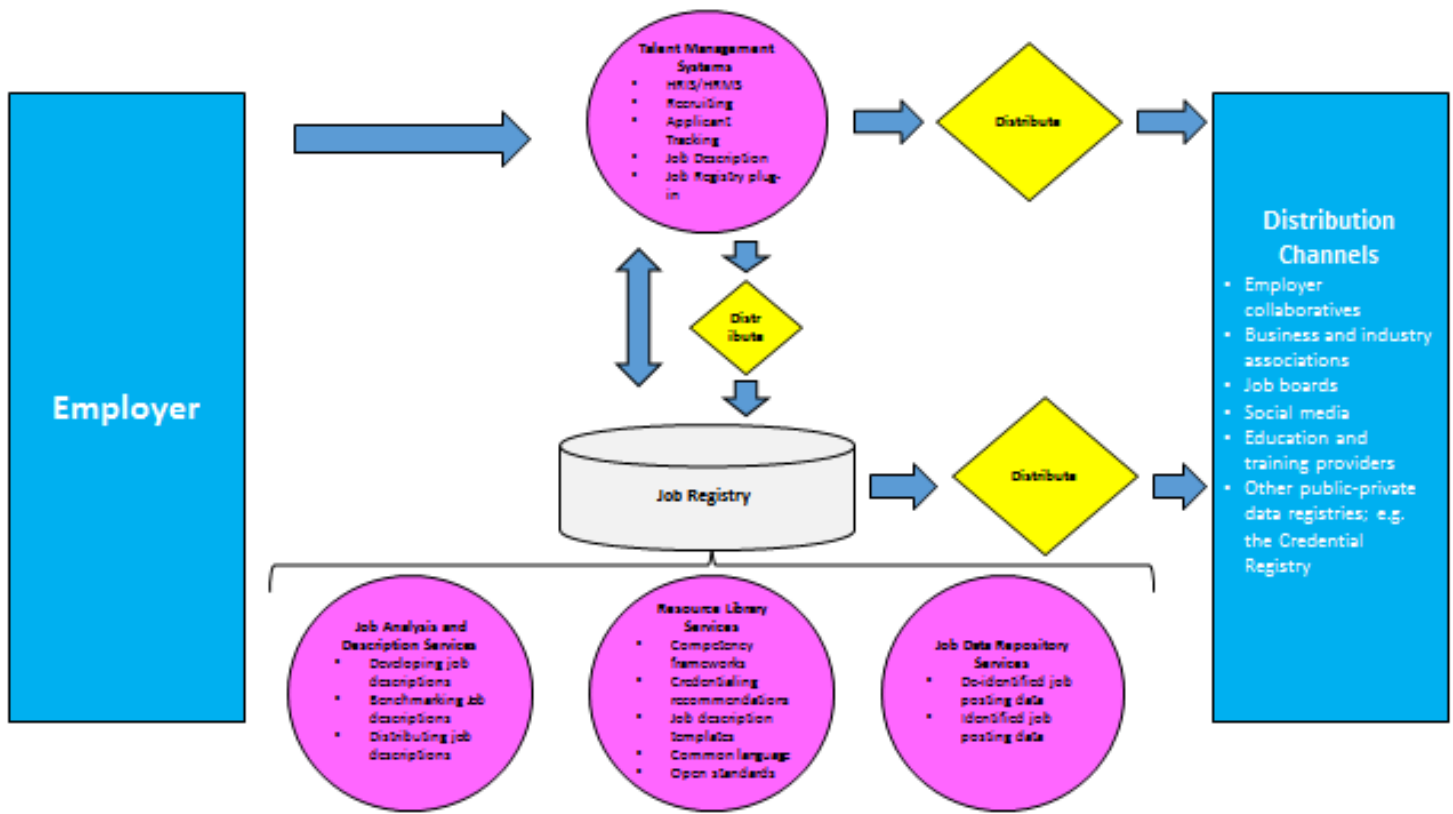 Employer
Talent Management
Systems
▪ HRIS/HRMS
▪ Recruiting
▪ Applicant
Tracking
▪ Job Description
▪ Job Registry plug-
in
Distribute
Distr
ibute
Job Registry
Distribute
Distribution
Channels
▪ Employer
collaboratives
▪ Business and industry
associations
▪ Job boards
▪ Social media
▪ Education and
training providers
▪ Other public-private
data registries; e.g.
the Credential
Registry
Job Analysis and
Description Services
▪ Developing job
descriptions
▪ Benchmarking job
descriptions
▪ Distributing job
descriptions
Resource Library
Services
▪ Competency
frameworks
▪ Credentialing
recommendations
▪ Job description
templates
▪ Common language
▪ Open standards
Job Data Repository
Services
▪ De-identified job
posting data
▪ Identified job
posting data